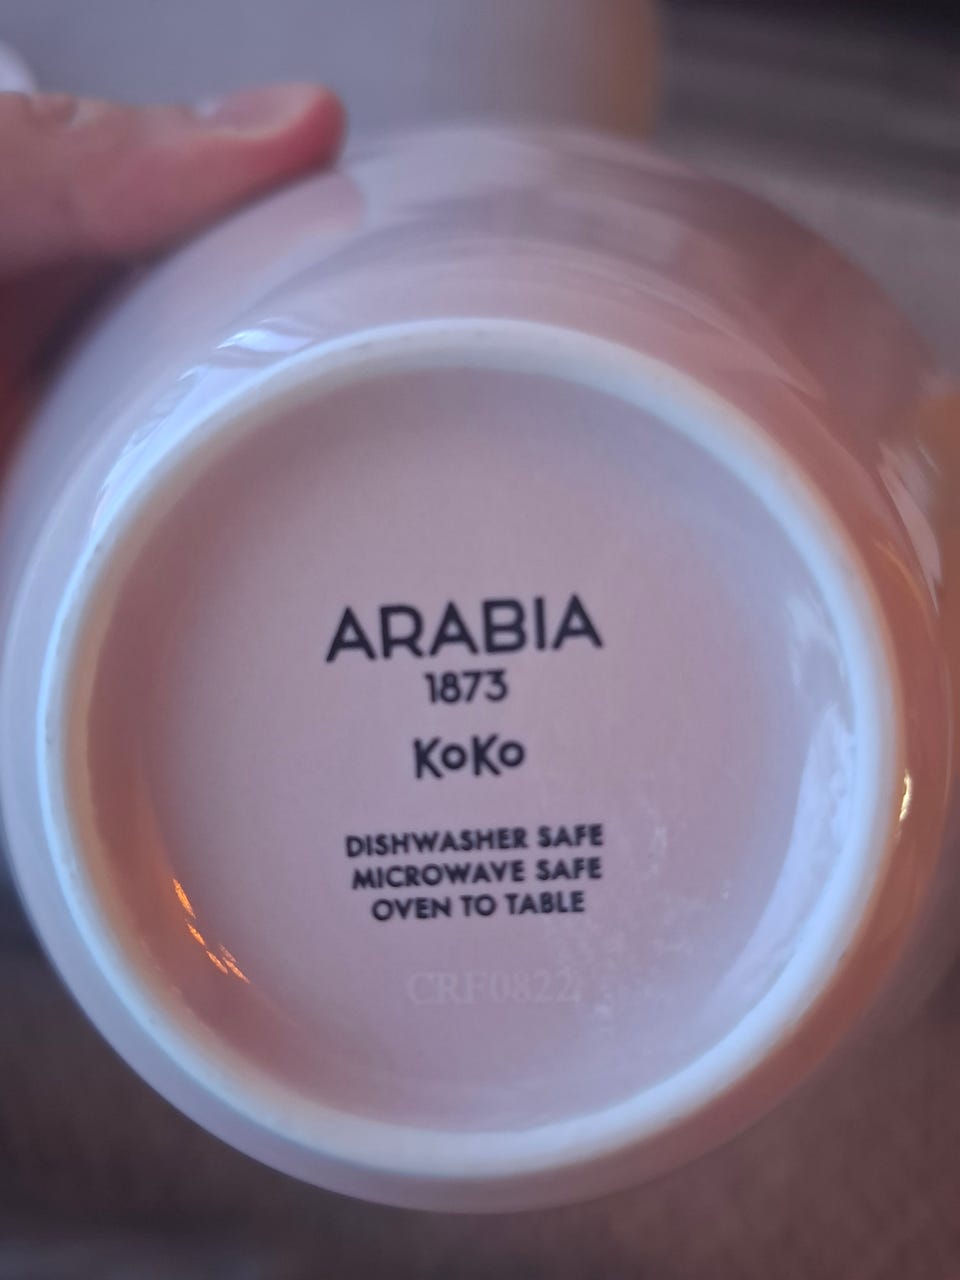 ARABIA
1873
KoKo
DISHWASHER SAFE
MICROWAVE SAFE
OVEN TO TABLE
CRF0822